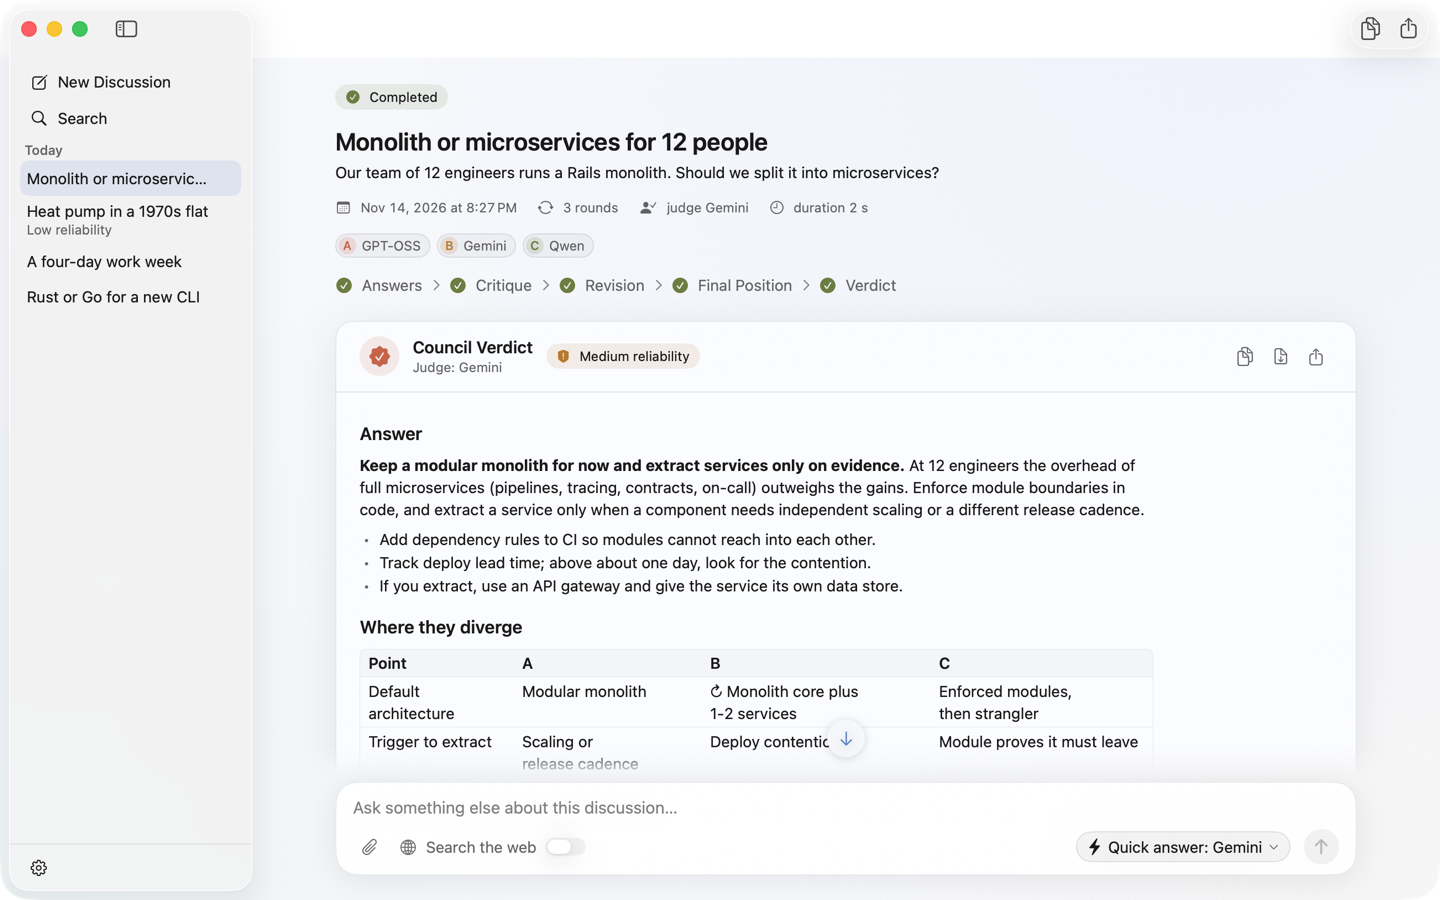 New Discussion
Search
Today
Monolith or microservic...
Heat pump in a 1970s flat
Low reliability
A four-day work week
Rust or Go for a new CLI
Completed
Monolith or microservices for 12 people
Our team of 12 engineers runs a Rails monolith. Should we split it into microservices?
Nov 14, 2026 at 8:27 PM 3 rounds judge Gemini duration 2 s
A GPT-OSS B Gemini C Qwen
Answers > Critique > Revision > Final Position > Verdict
Council Verdict
Judge: Gemini
Medium reliability
Answer
Keep a modular monolith for now and extract services only on evidence. At 12 engineers the overhead of
full microservices (pipelines, tracing, contracts, on-call) outweighs the gains. Enforce module boundaries in
code, and extract a service only when a component needs independent scaling or a different release cadence.
• Add dependency rules to CI so modules cannot reach into each other.
• Track deploy lead time; above about one day, look for the contention.
• If you extract, use an API gateway and give the service its own data store.
Where they diverge
Point A B C
Default Modular monolith ↻ Monolith core plus Enforced modules,
architecture 1-2 services then strangler
Trigger to extract Scaling or Deploy Module proves it must leave
release cadence
Ask something else about this discussion...
Search the web
Quick answer: Gemini